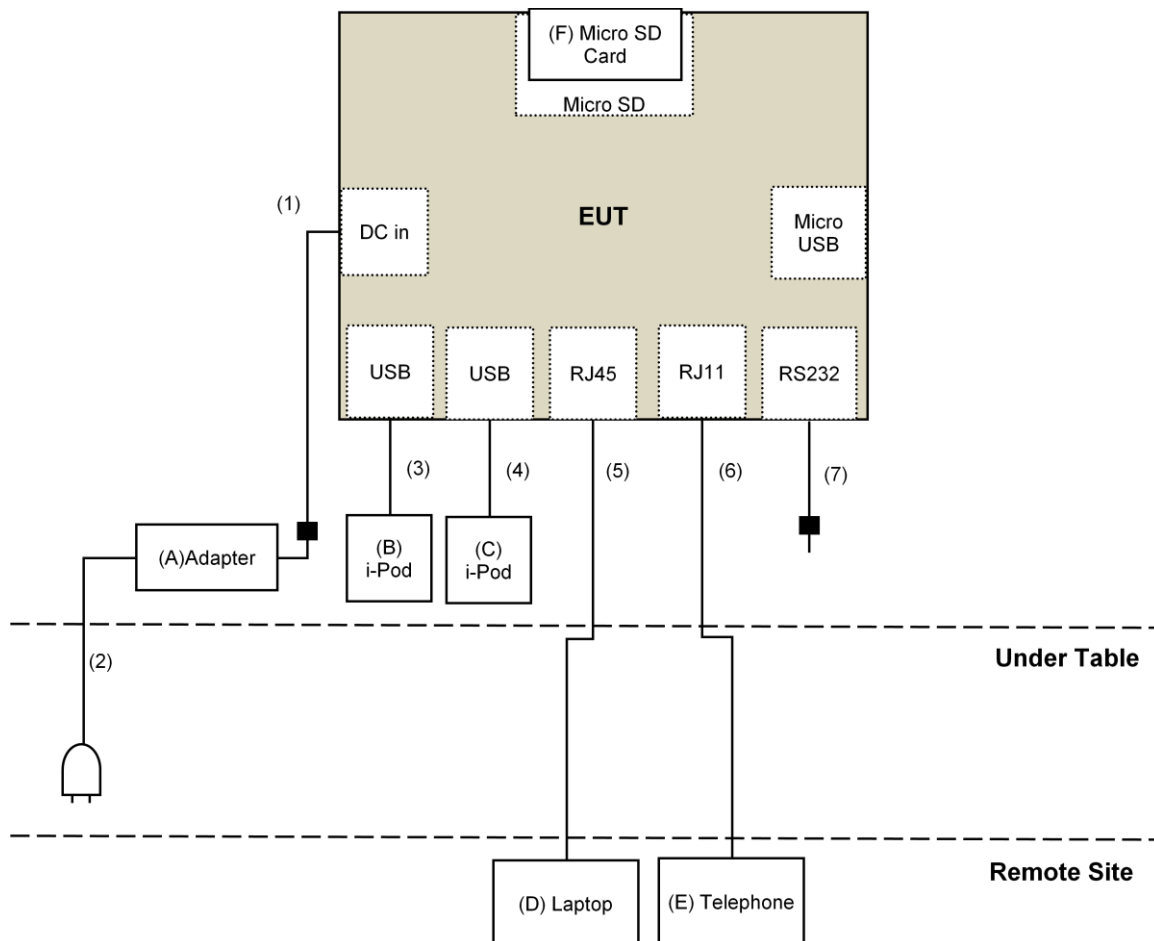 (F) Micro SD
Card
Micro SD
(1)
DC in
EUT
Micro
USB
USB
USB
RJ45
RJ11
RS232
(3)
(4)
(5)
(6)
(7)
(A)Adapter
(B)
i-Pod
(C)
i-Pod
(2)
Under Table
Remote Site
(D) Laptop
(E) Telephone